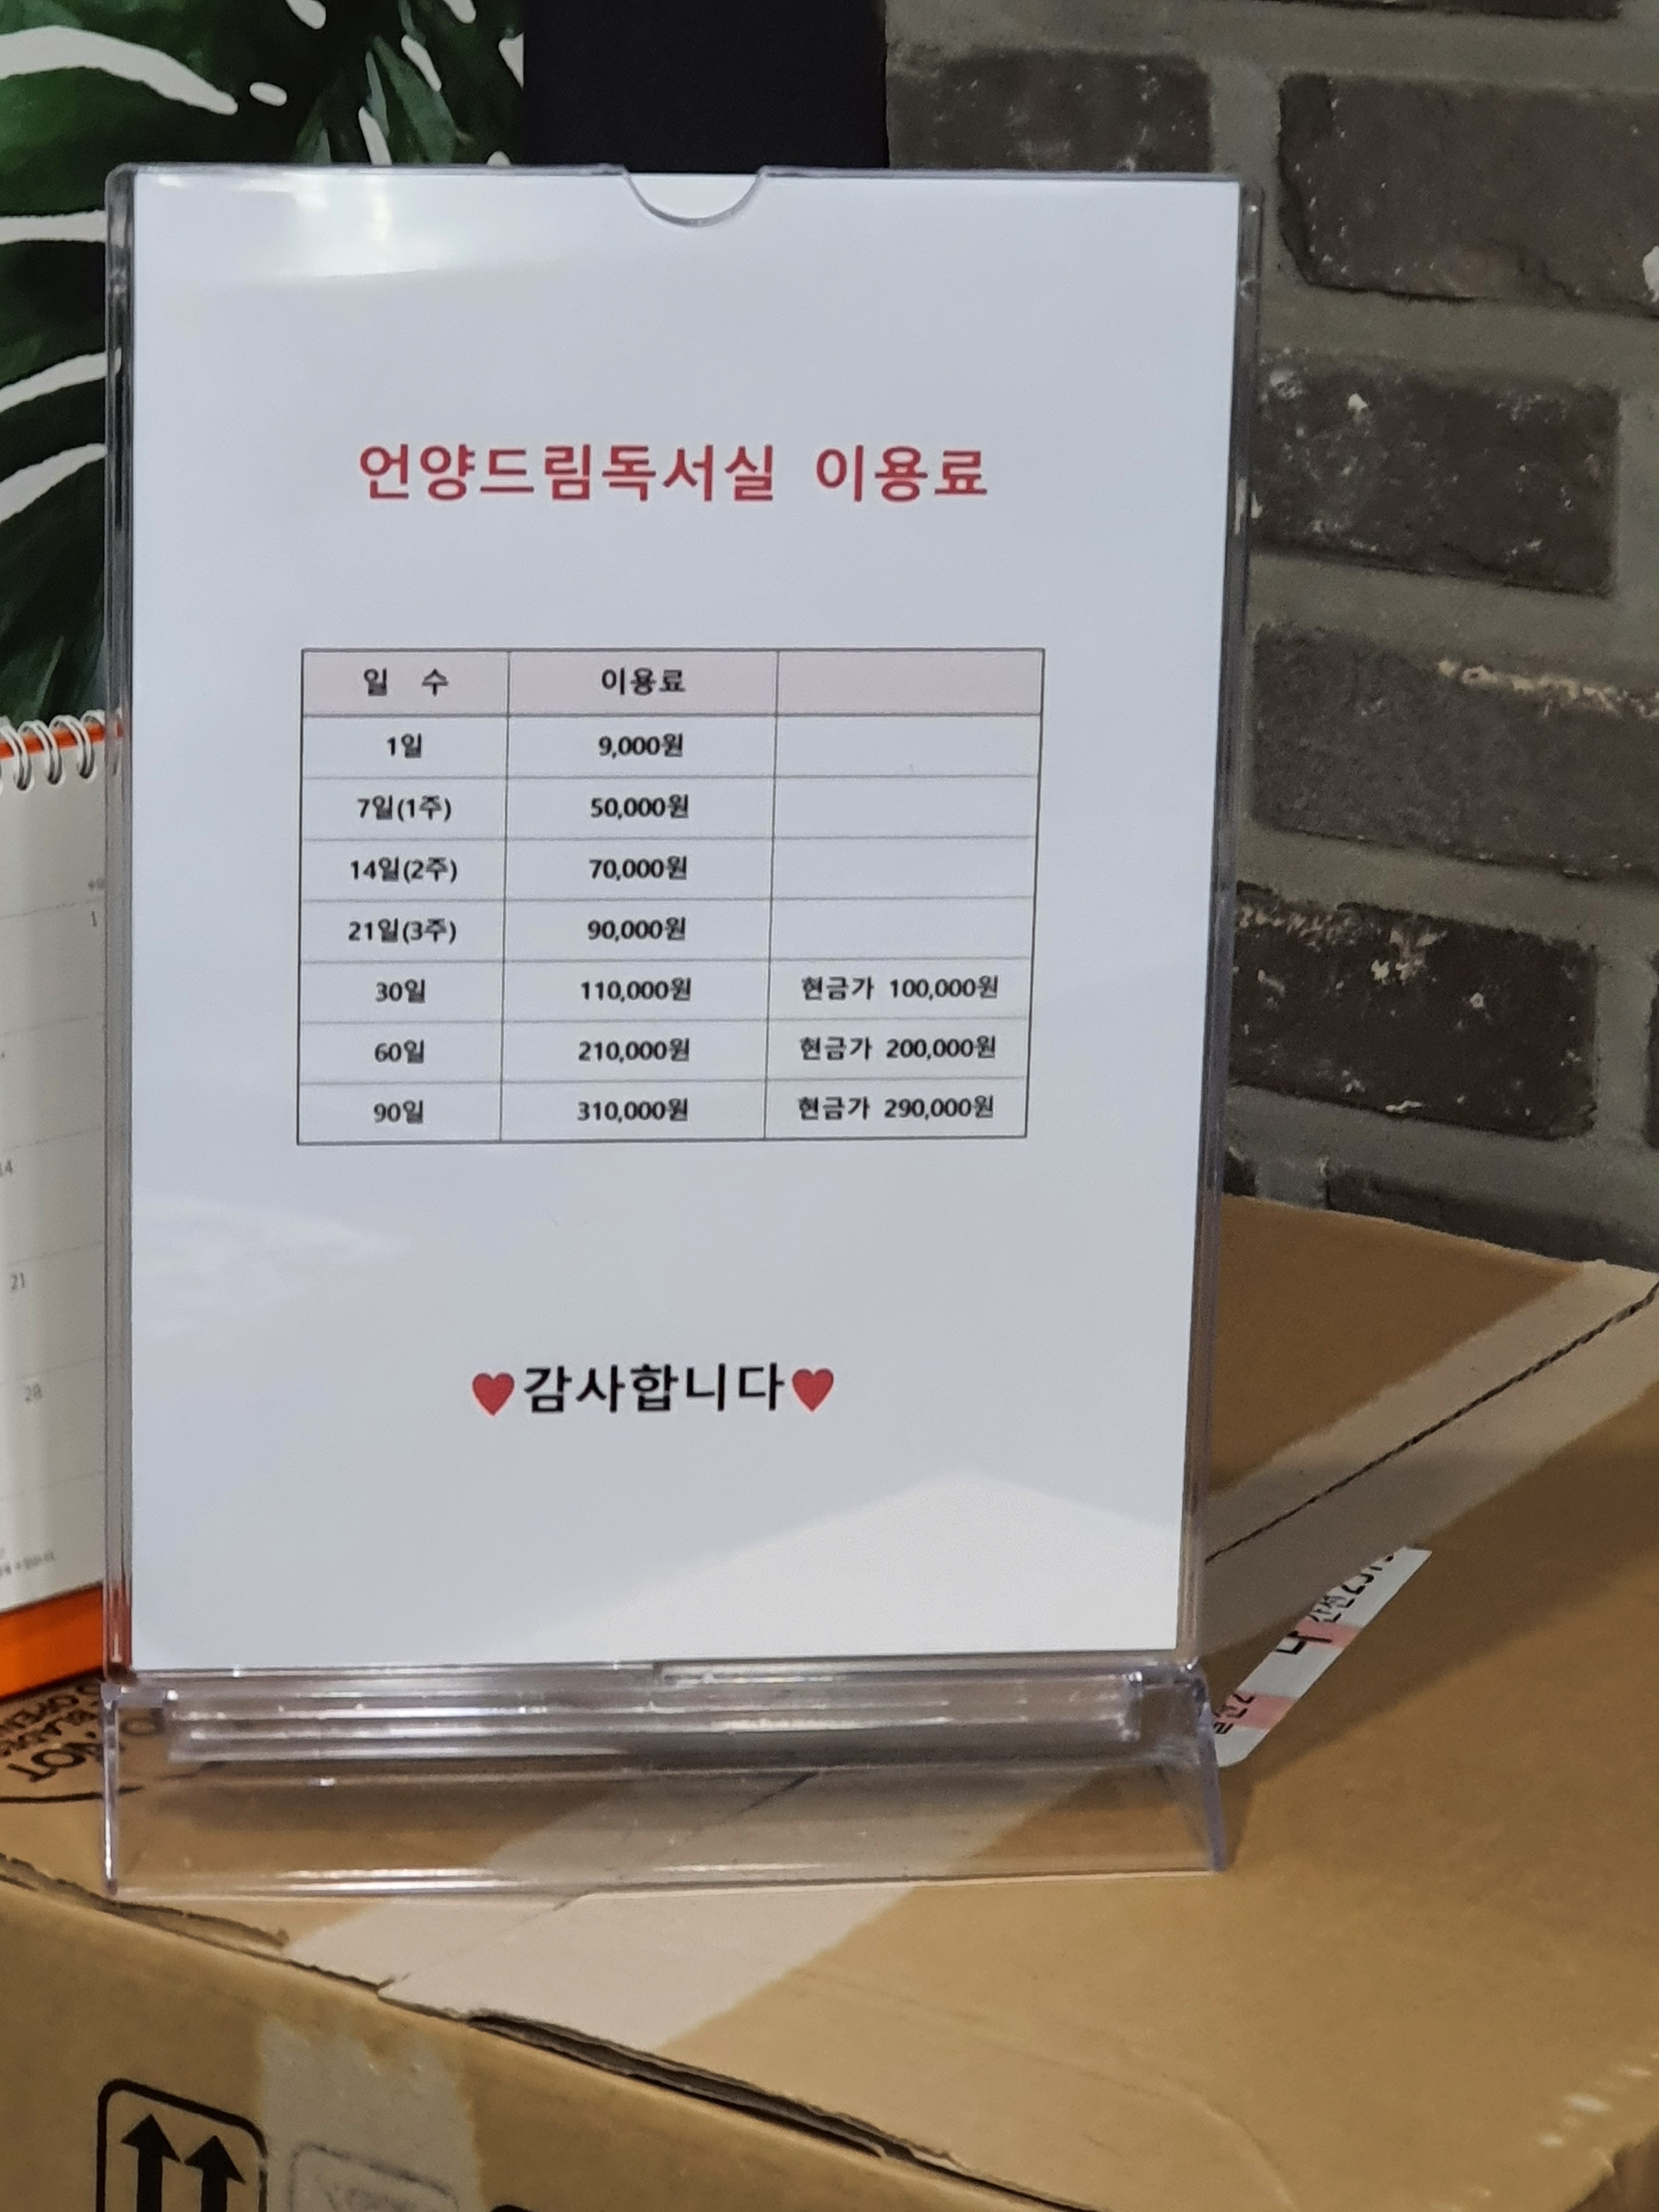 언양드림독서실 이용료
일 수 이용료
1일 9,000원
7일(1주) 50,000원
14일(2주) 70,000원
21일(3주) 90,000원
30일 110,000원 현금가 100,000원
60일 210,000원 현금가 200,000원
90일 310,000원 현금가 290,000원
♥감사합니다♥
1
21
28
NOT
OPEN